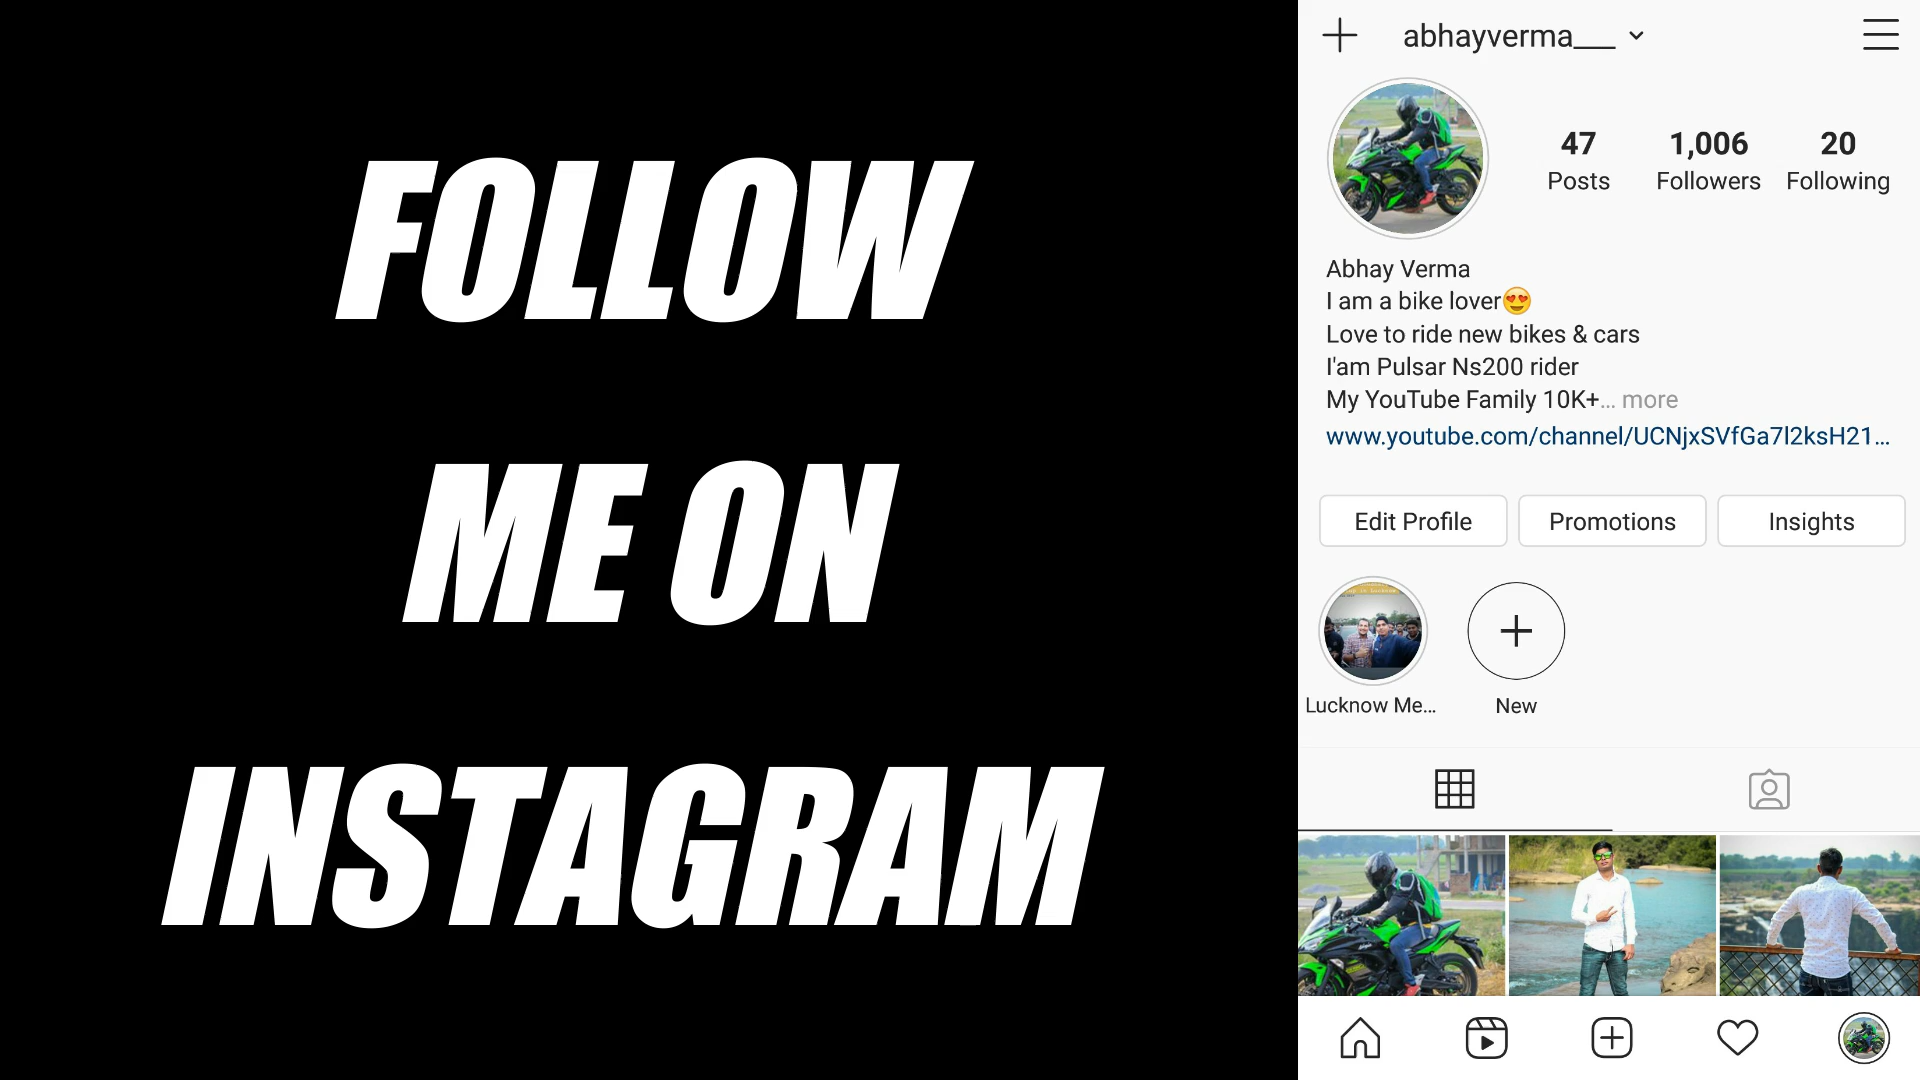 FOLLOW
ME ON
INSTAGRAM
abhayverma___
47
Posts
1,006
Followers
20
Following
Abhay Verma
I am a bike lover😍
Love to ride new bikes & cars
I'am Pulsar Ns200 rider
My YouTube Family 10K+... more
www.youtube.com/channel/UCNjxSVfGa7l2ksH21...
Edit Profile
Promotions
Insights
Lucknow Me...
New